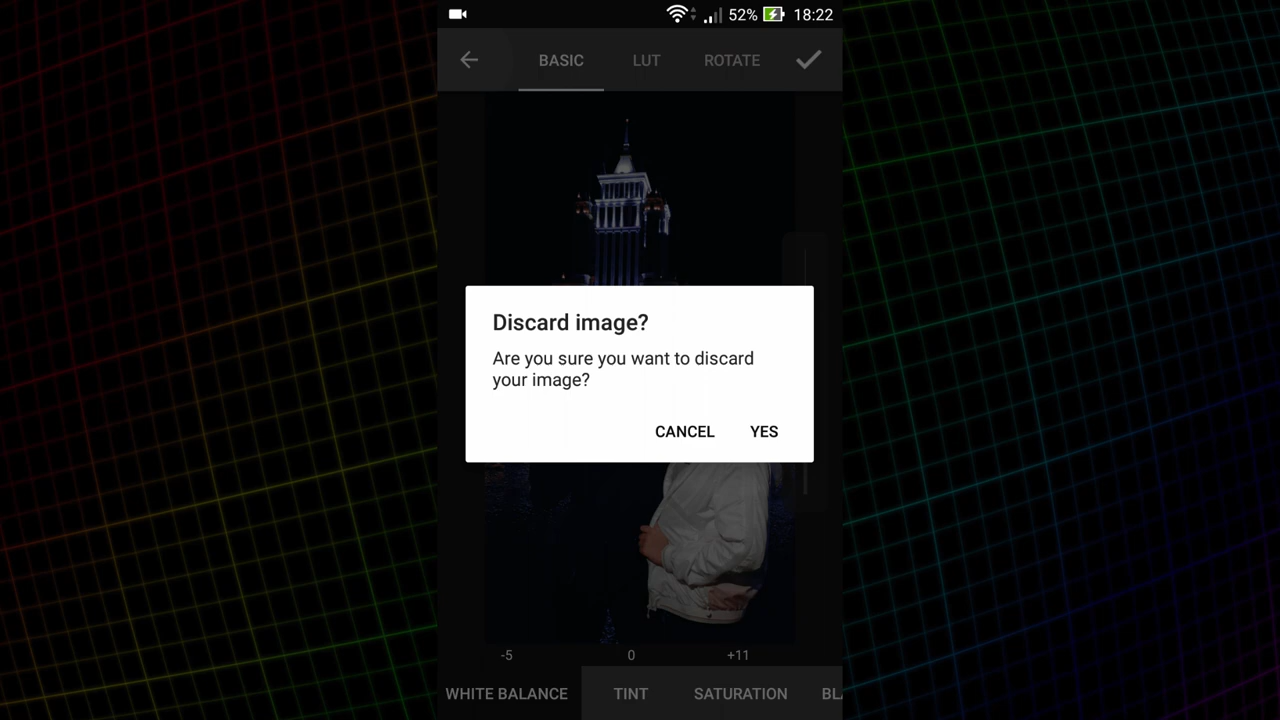 52% 18:22
BASIC LUT ROTATE
Discard image?
Are you sure you want to discard
your image?
CANCEL YES
-5 0 +11
WHITE BALANCE TINT SATURATION BLA